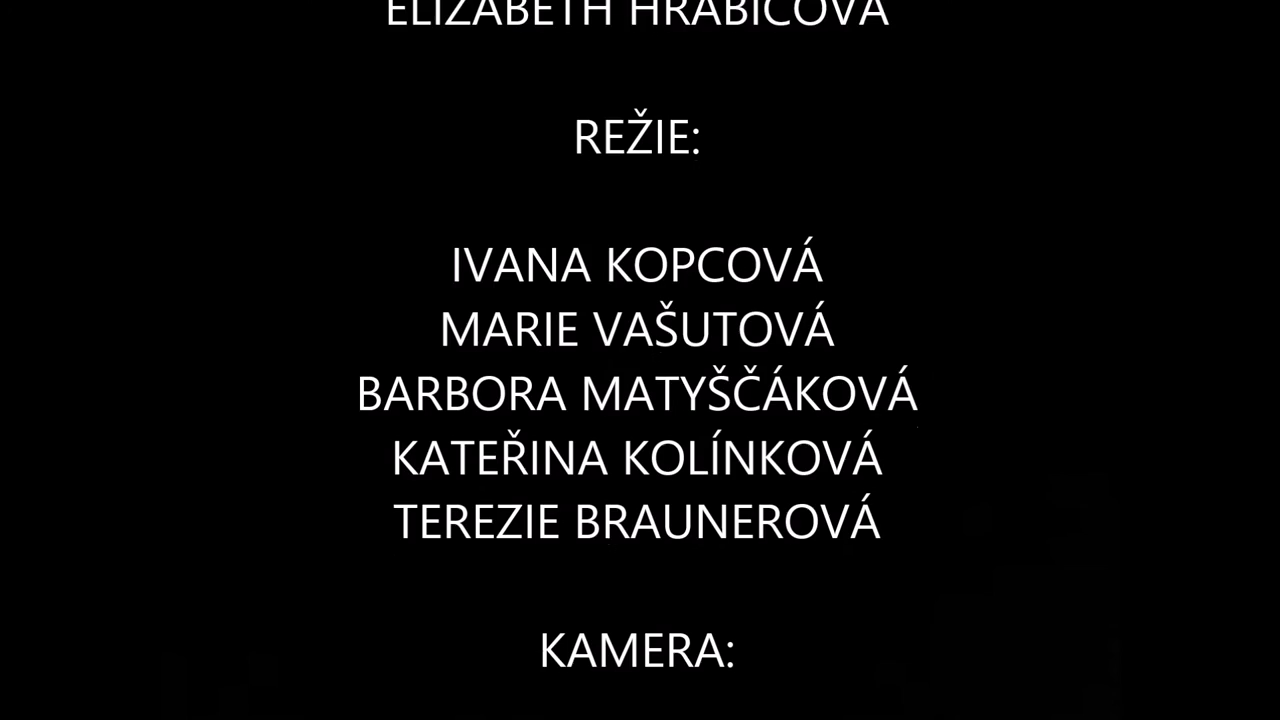 ELIZABETH HRABICOVÁ
REŽIE:
IVANA KOPCOVÁ
MARIE VAŠUTOVÁ
BARBORA MATYŠČÁKOVÁ
KATEŘINA KOLÍNKOVÁ
TEREZIE BRAUNEROVÁ
KAMERA: